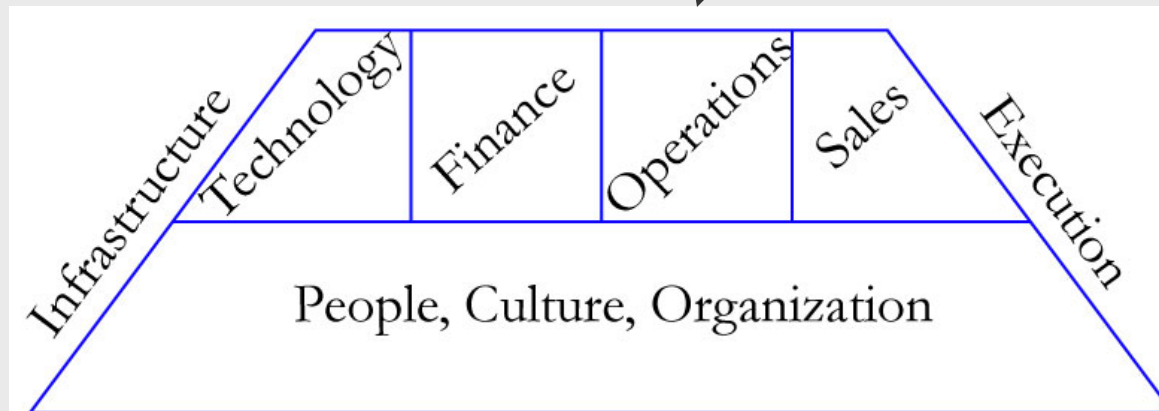 Infrastructure
Technology
Finance
Operations
Sales
Execution
People, Culture, Organization